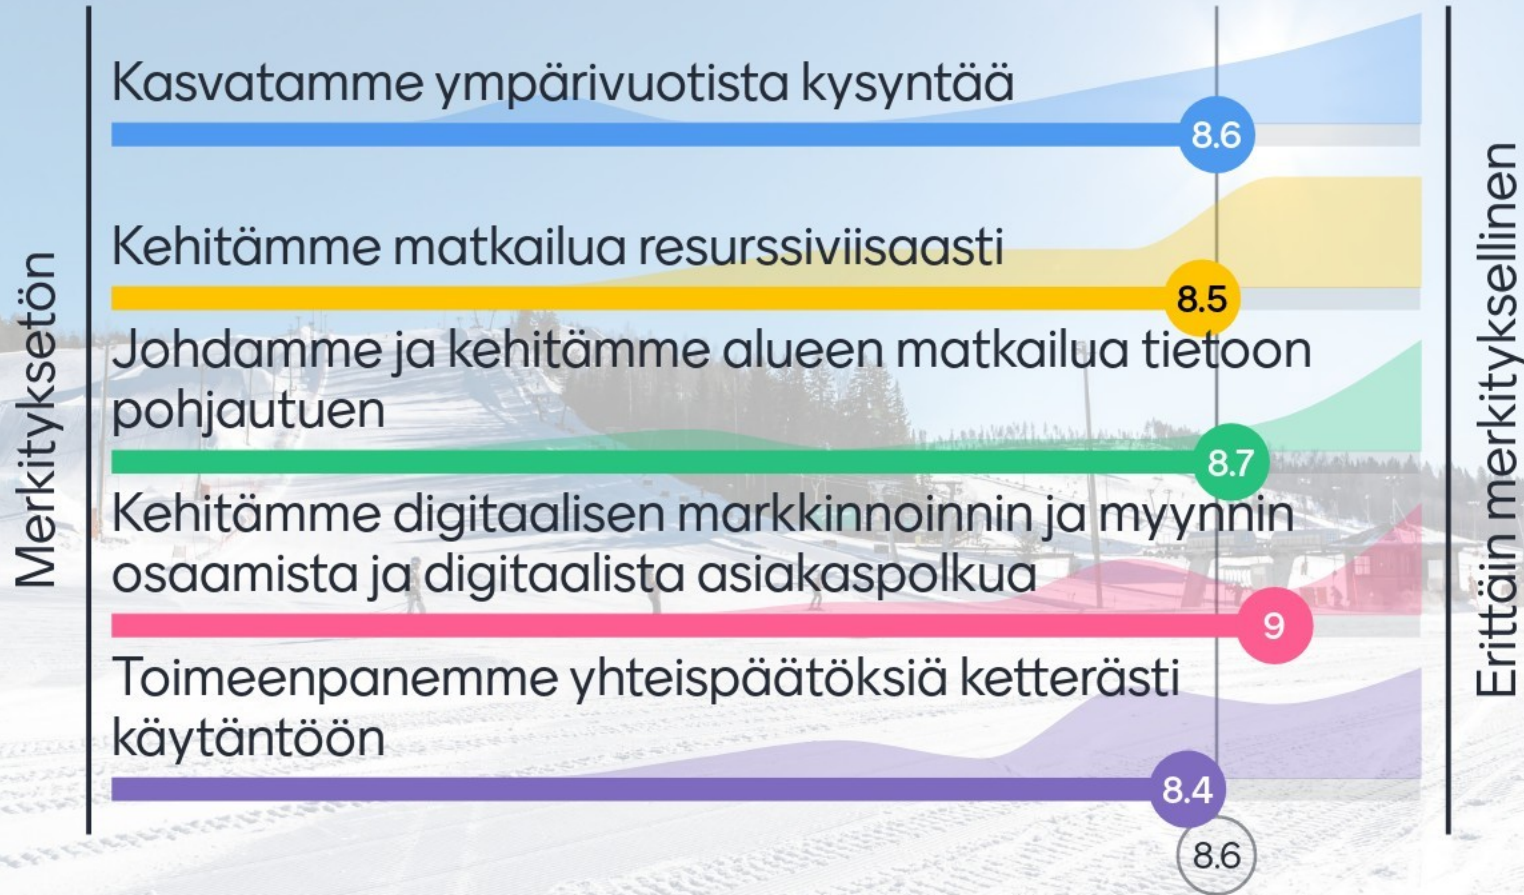 Merkityksetön
Kasvatamme ympärivuotista kysyntää
8.6
Kehitämme matkailua resurssiviisaasti
8.5
Johdamme ja kehitämme alueen matkailua tietoon
pohjautuen
8.7
Kehitämme digitaalisen markkinnoinnin ja myynnin
osaamista ja digitaalista asiakaspolkua
9
Toimeenpanemme yhteispäätöksiä ketterästi
käytäntöön
8.4
8.6
Erittäin merkityksellinen